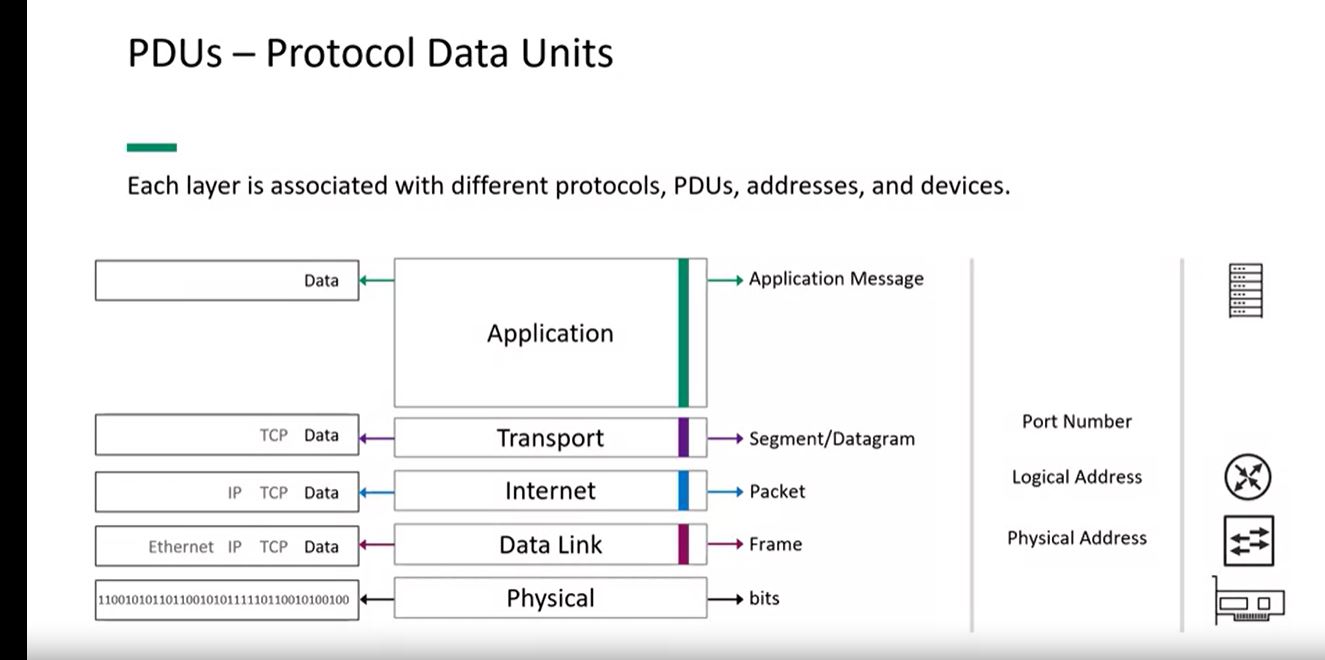 PDUs – Protocol Data Units
Each layer is associated with different protocols, PDUs, addresses, and devices.
Data
Application
Application Message
TCP Data
Transport
Segment/Datagram
Port Number
IP TCP Data
Internet
Packet
Logical Address
Ethernet IP TCP Data
Data Link
Frame
Physical Address
Physical
bits